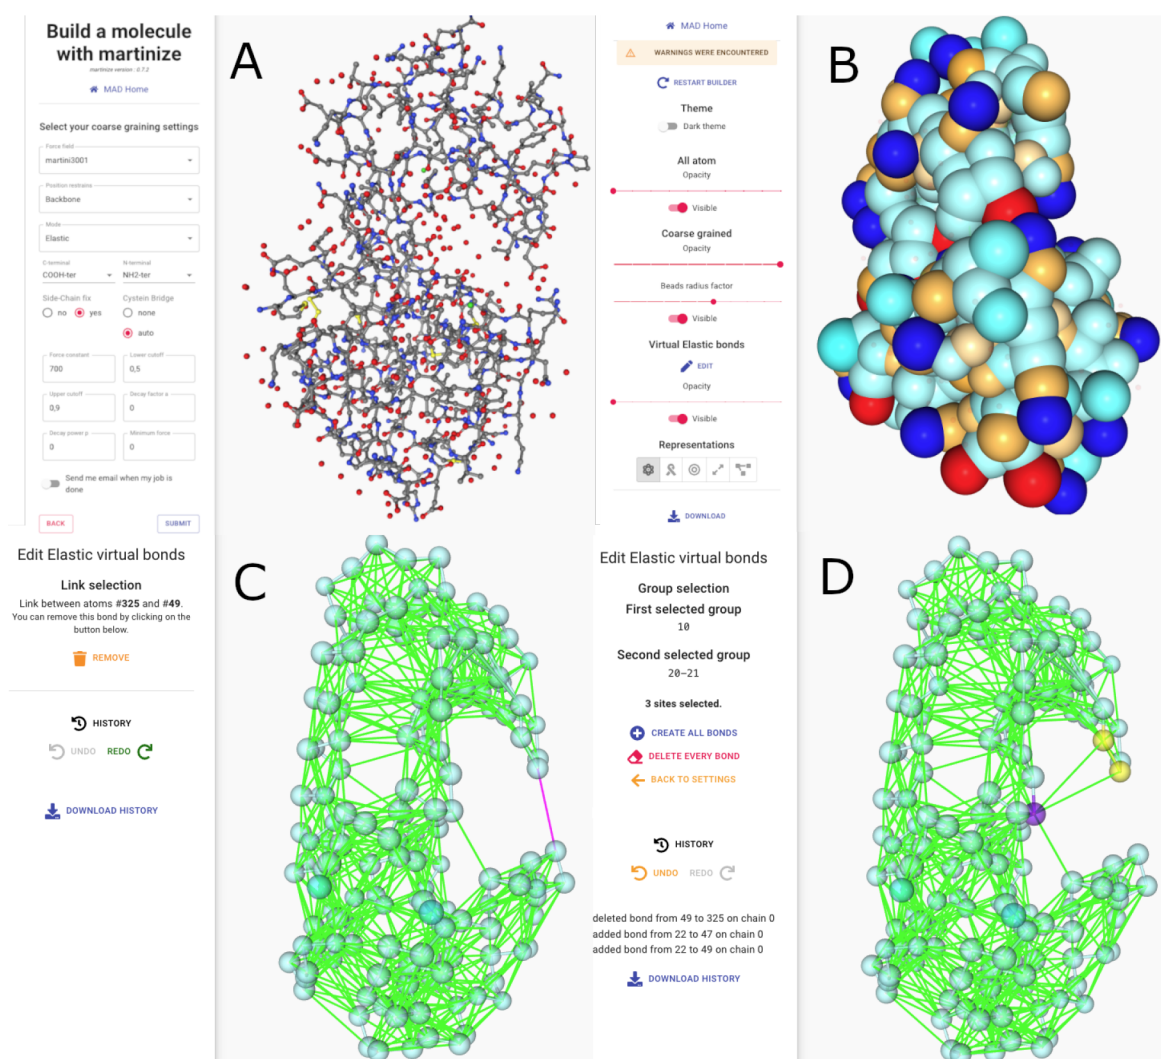 Build a molecule
with martinize
martinize version : 0.7.3
MAD Home
Select your coarse graining settings
Force field
martini3001
Position restrains
Backbone
Mode
Elastic
C-terminal N-terminal
COOH-ter NH2-ter
Side-Chain fix Cystein Bridge
no yes none
auto
Force constant Lower cutoff
700 0,5
Upper cutoff Decay factor a
0,9 0
Decay power p Minimum force
0 0
Send me email when my job is
done
BACK SUBMIT
A
MAD Home
WARNINGS WERE ENCOUNTERED
RESTART BUILDER
Theme
Dark theme
All atom
Opacity
Visible
Coarse grained
Opacity
Beads radius factor
Visible
Virtual Elastic bonds
EDIT
Opacity
Visible
Representations
DOWNLOAD
B
Edit Elastic virtual bonds
Link selection
Link between atoms #325 and #49.
You can remove this bond by clicking on the
button below.
REMOVE
HISTORY
UNDO REDO
DOWNLOAD HISTORY
C
Edit Elastic virtual bonds
Group selection
First selected group
10
Second selected group
20–21
3 sites selected.
CREATE ALL BONDS
DELETE EVERY BOND
BACK TO SETTINGS
HISTORY
UNDO REDO
deleted bond from 49 to 325 on chain 0
added bond from 22 to 47 on chain 0
added bond from 22 to 49 on chain 0
DOWNLOAD HISTORY
D